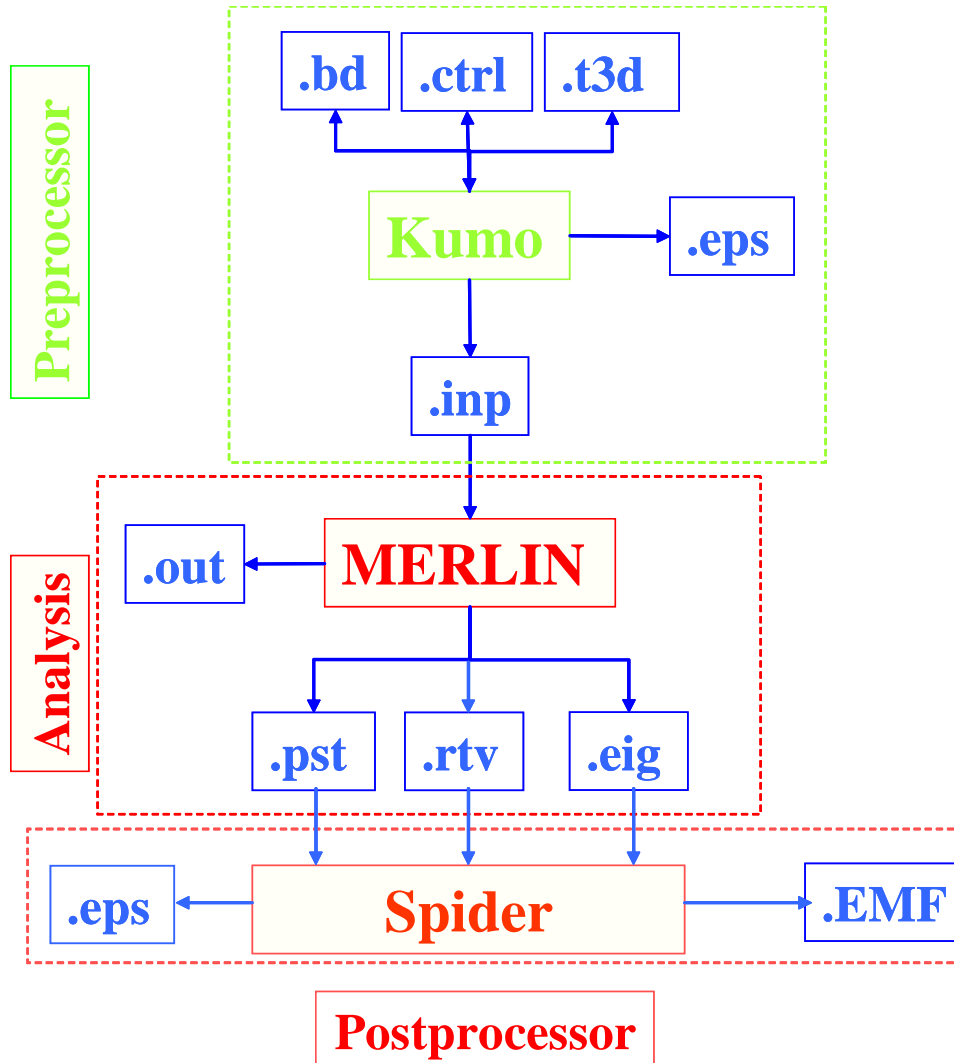 .bd
.ctrl
.t3d
Preprocessor
Kumo
.eps
.inp
MERLIN
.out
Analysis
.pst
.rtv
.eig
.eps
Spider
.EMF
Postprocessor